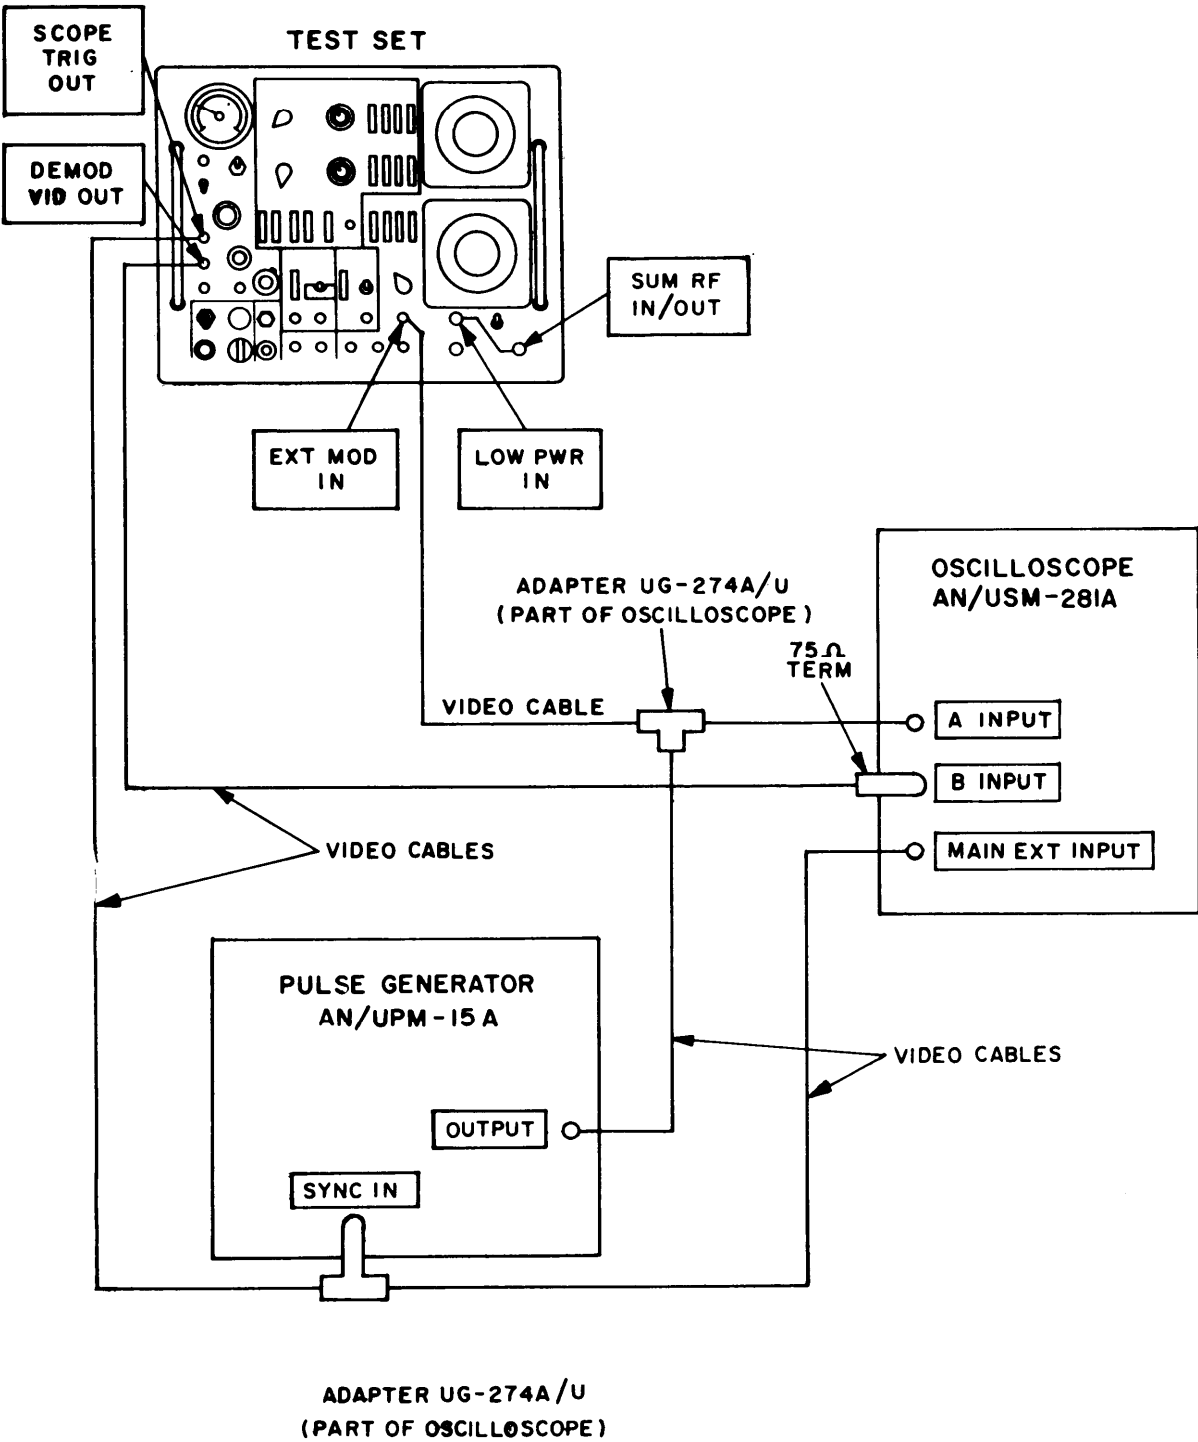 SCOPE
TRIG
OUT
TEST SET
DEMOD
VID OUT
SUM RF
IN/OUT
EXT MOD
IN
LOW PWR
IN
ADAPTER UG-274A/U
(PART OF OSCILLOSCOPE)
OSCILLOSCOPE
AN/USM-281A
75Ω
TERM
VIDEO CABLE
A INPUT
B INPUT
MAIN EXT INPUT
VIDEO CABLES
PULSE GENERATOR
AN/UPM-15A
VIDEO CABLES
OUTPUT
SYNC IN
ADAPTER UG-274A/U
(PART OF OSCILLOSCOPE)